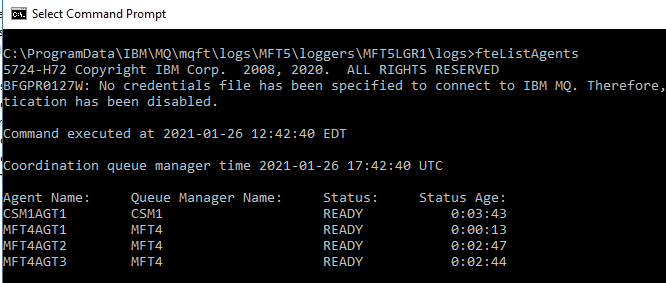 Select Command Prompt
C:\ProgramData\IBM\MQ\mqft\logs\MFT5\loggers\MFT5LGR1\logs>fteListAgents
5724-H72 Copyright IBM Corp.  2008, 2020.  ALL RIGHTS RESERVED
BFGPR0127W: No credentials file has been specified to connect to IBM MQ. Therefore,
tication has been disabled.
Command executed at 2021-01-26 12:42:40 EDT
Coordination queue manager time 2021-01-26 17:42:40 UTC
Agent Name:     Queue Manager Name:     Status:     Status Age:
CSM1AGT1        CSM1                    READY           0:03:43
MFT4AGT1        MFT4                    READY           0:00:13
MFT4AGT2        MFT4                    READY           0:02:47
MFT4AGT3        MFT4                    READY           0:02:44